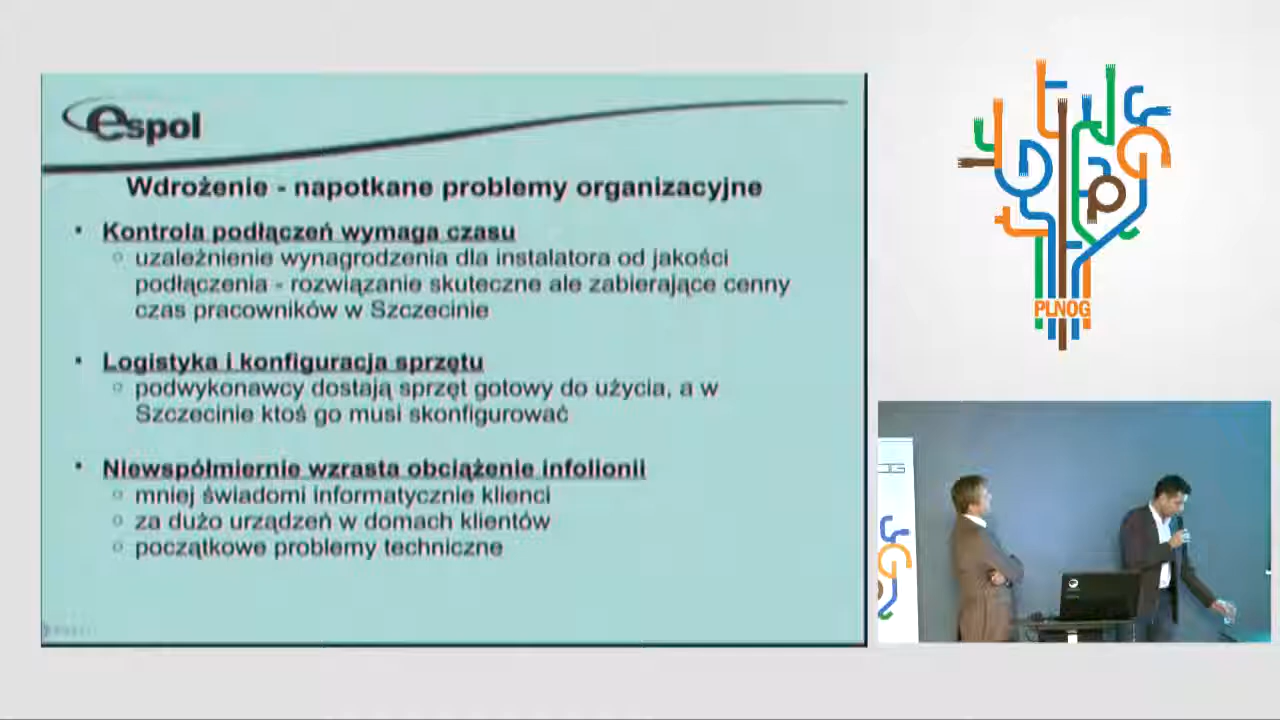 espol
Wdrożenie - napotkane problemy organizacyjne
• Kontrola podłączeń wymaga czasu
○ uzależnienie wynagrodzenia dla instalatora od jakości
podłączenia - rozwiązanie skuteczne ale zabierające cenny
czas pracowników w Szczecinie
• Logistyka i konfiguracja sprzętu
○ podwykonawcy dostają sprzęt gotowy do użycia, a w
Szczecinie ktoś go musi skonfigurować
• Niewspółmiernie wzrasta obciążenie infolionii
○ mniej świadomi informatycznie klienci
○ za dużo urządzeń w domach klientów
○ początkowe problemy techniczne
PLNOG